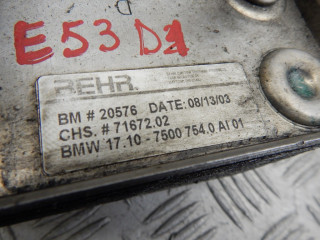 E53 D1
BEHR
BM # 20576 DATE: 08/13/03
CHS. # 71672.02
BMW 17.10 - 7500 754.0 AI 01